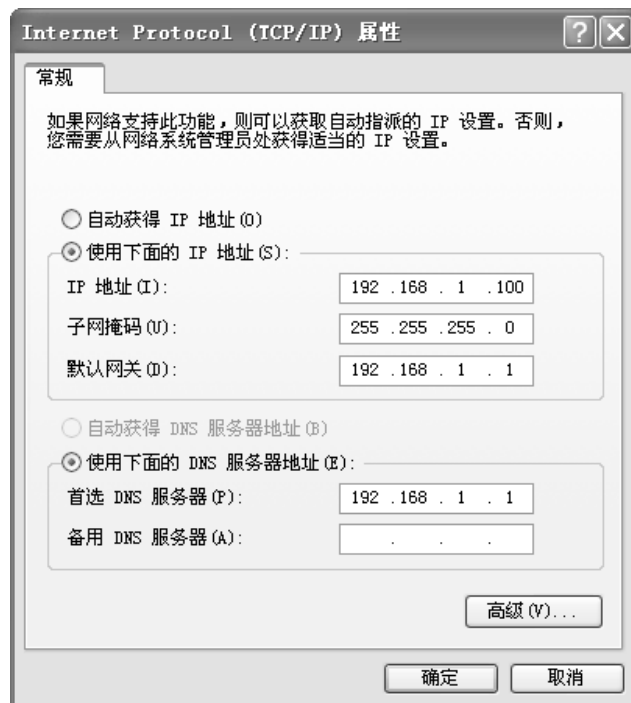 Internet Protocol (TCP/IP) 属性
常规
如果网络支持此功能，则可以获取自动指派的 IP 设置。否则，
您需要从网络系统管理员处获得适当的 IP 设置。
自动获得 IP 地址(O)
使用下面的 IP 地址(S):
IP 地址(I): 192 .168 . 1 .100
子网掩码(U): 255 .255 .255 . 0
默认网关(D): 192 .168 . 1 . 1
自动获得 DNS 服务器地址(B)
使用下面的 DNS 服务器地址(E):
首选 DNS 服务器(P): 192 .168 . 1 . 1
备用 DNS 服务器(A): . . .
高级(V)...
确定 取消